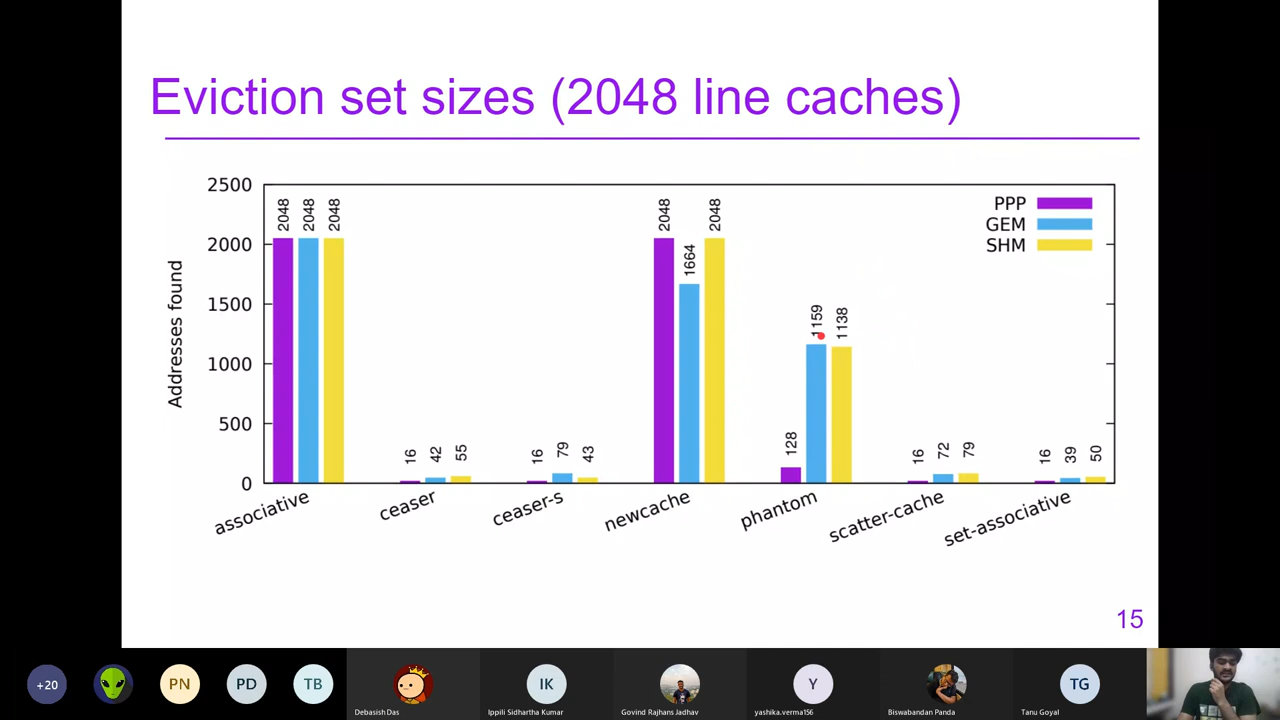 Eviction set sizes (2048 line caches)
2500
2000
1500
1000
500
0
Addresses found
PPP
GEM
SHM
2048 2048 2048
16 42 55
16 79 43
2048 1664 2048
128 1159 1138
16 72 79
16 39 50
associative ceaser ceaser-s newcache phantom scatter-cache set-associative
15
+20 PN PD TB IK Y TG
Debasish Das Ippili Sidhartha Kumar Govind Rajhans Jadhav yashika.verma156 Biswabandan Panda Tanu Goyal